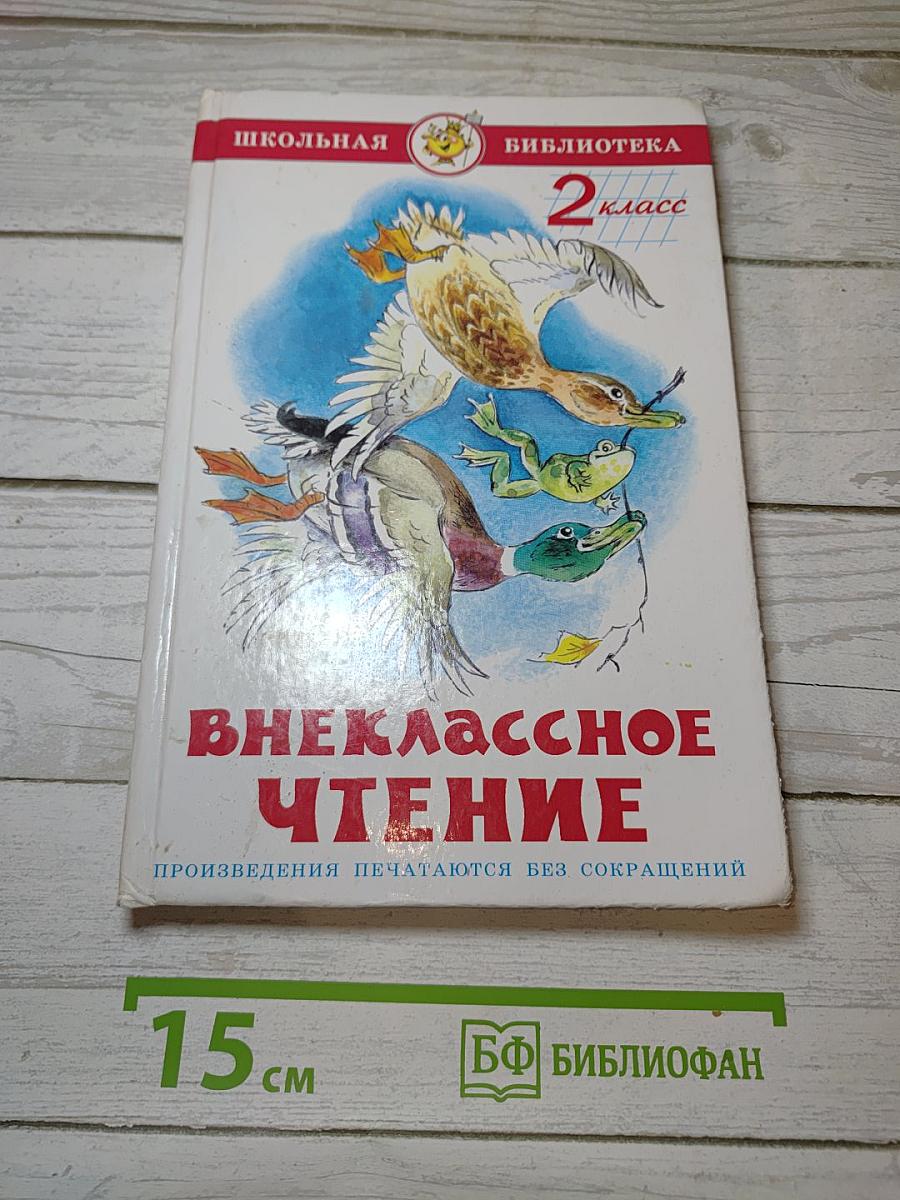 ШКОЛЬНАЯ БИБЛИОТЕКА
2 класс
ВНЕКЛАССНОЕ
ЧТЕНИЕ
ПРОИЗВЕДЕНИЯ ПЕЧАТАЮТСЯ БЕЗ СОКРАЩЕНИЙ
15 см
БФ БИБЛИОФАН